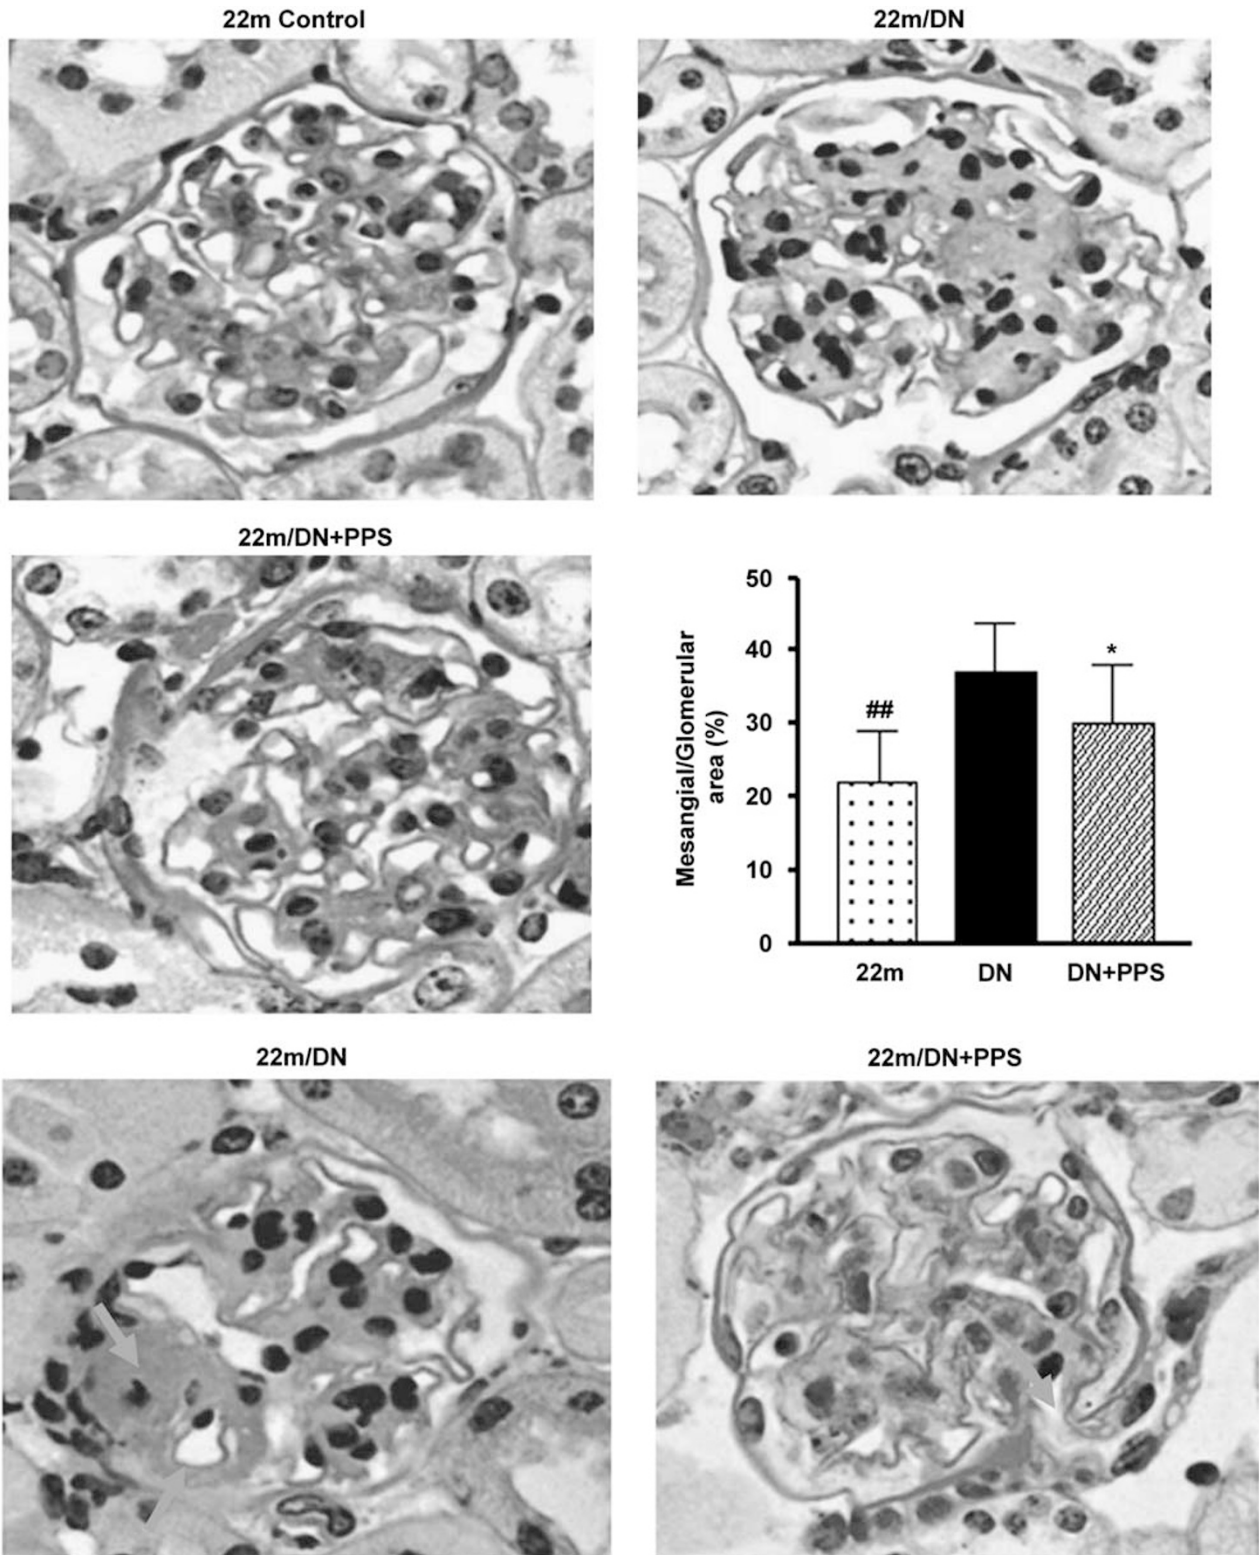 22m Control
22m/DN
22m/DN+PPS
50
40
30
20
10
0
Mesangial/Glomerular
area (%)
##
*
22m
DN
DN+PPS
22m/DN
22m/DN+PPS